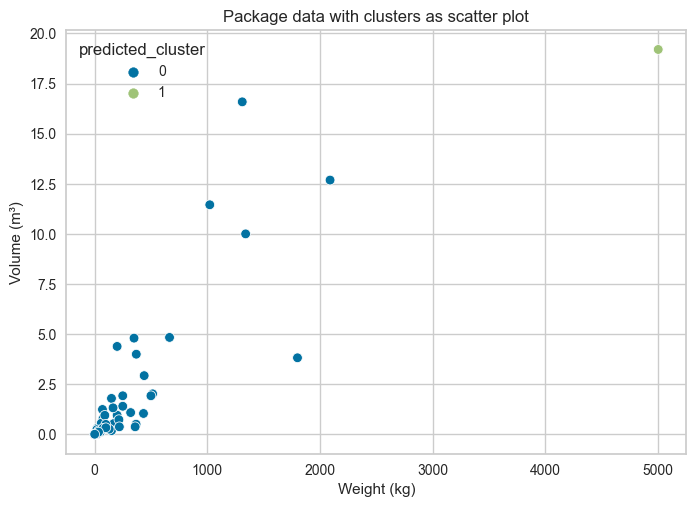 Package data with clusters as scatter plot
predicted_cluster
0
1
Volume (m³)
20.0
17.5
15.0
12.5
10.0
7.5
5.0
2.5
0.0
0 1000 2000 3000 4000 5000
Weight (kg)